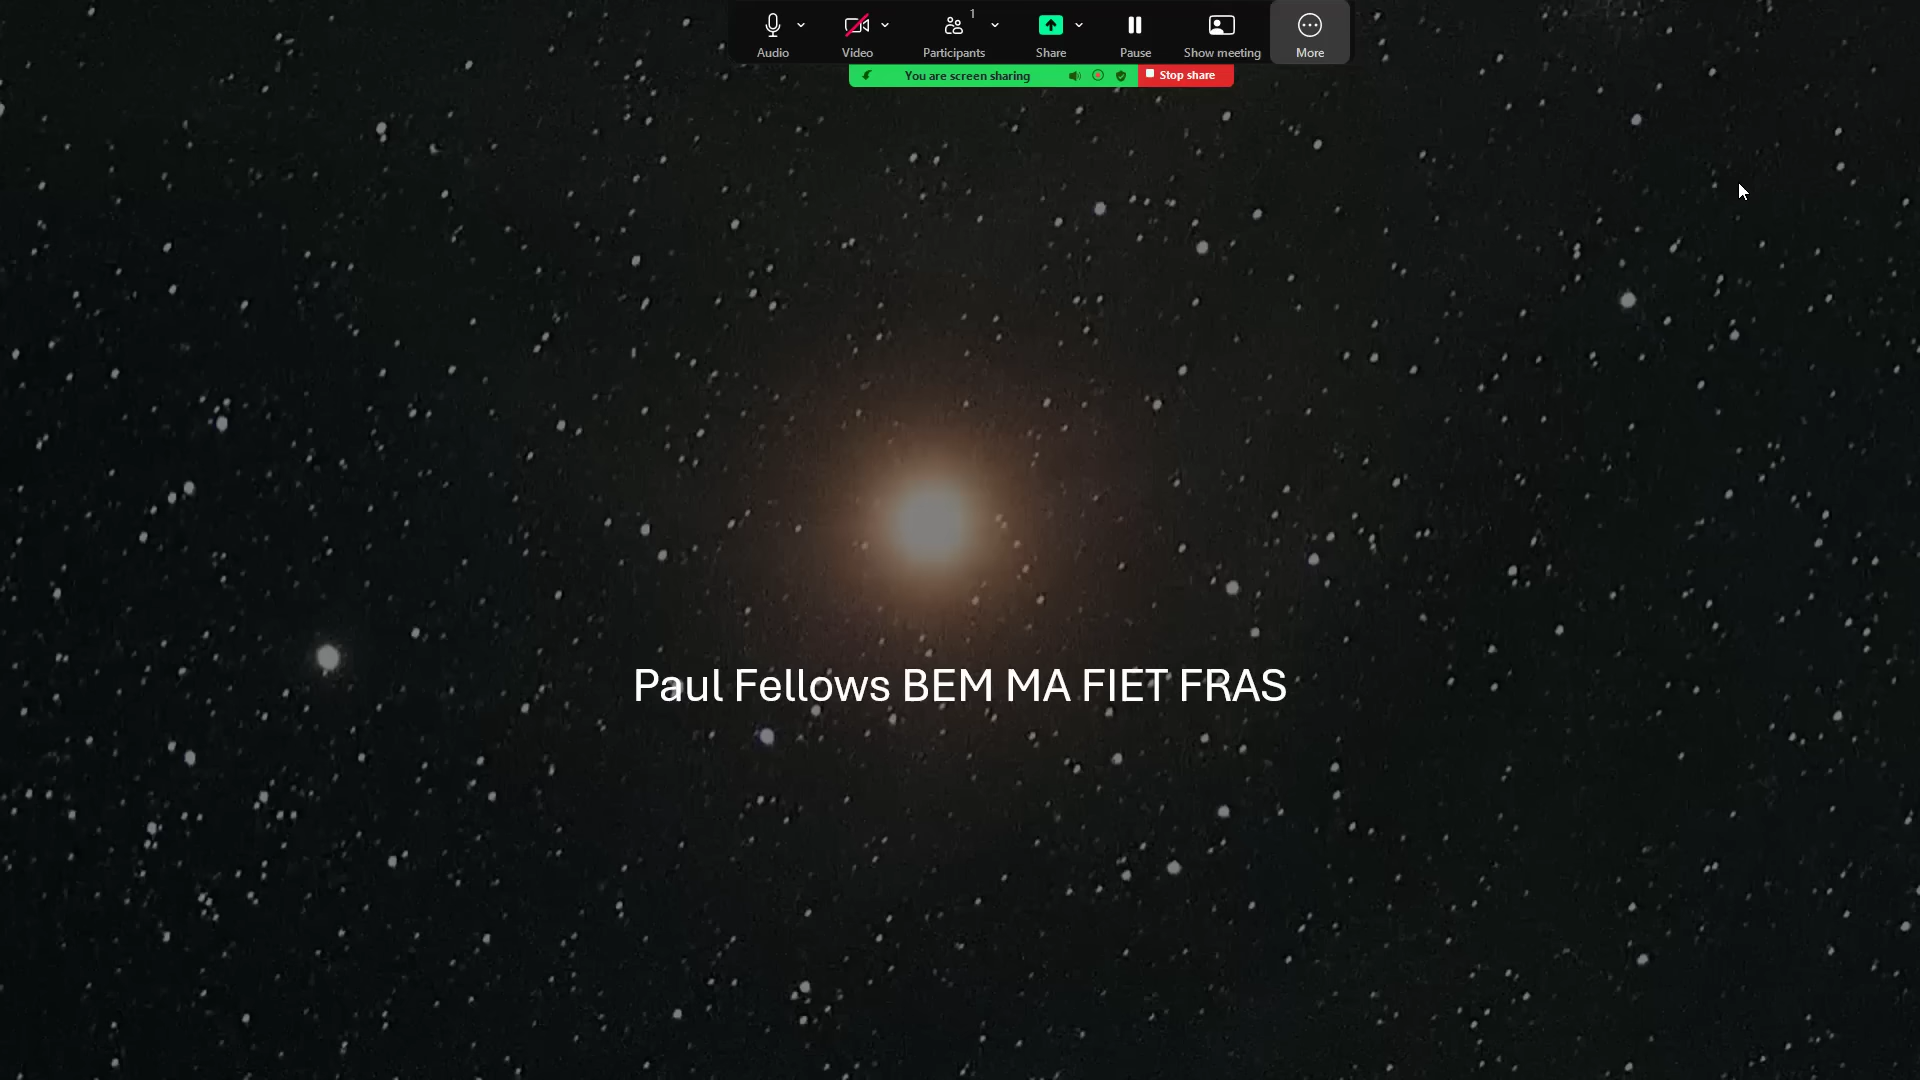 1
Audio
Video
Participants
Share
Pause
Show meeting
More
You are screen sharing
Stop share
Paul Fellows BEM MA FIET FRAS